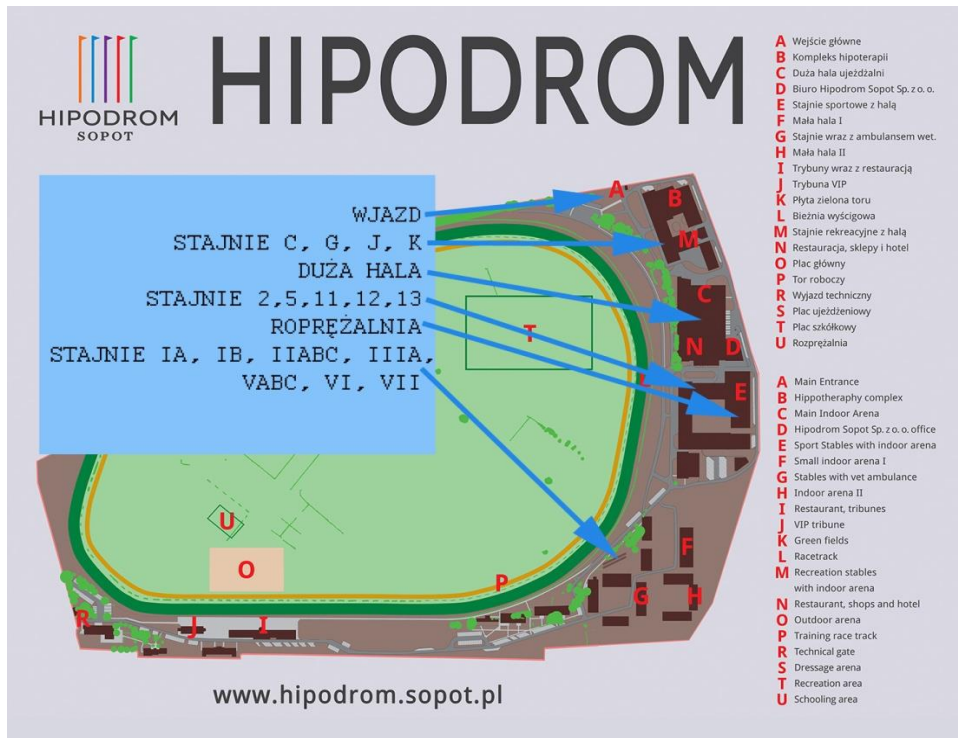 HIPODROM
HIPODROM
SOPOT
WJAZD
STAJNIE C, G, J, K
DUŻA HALA
STAJNIE 2,5,11,12,13
ROPRĘŻALNIA
STAJNIE IA, IB, IIABC, IIIA,
VABC, VI, VII
A
B
M
C
T
N
D
L
E
U
O
P
F
G
H
R
J
I
www.hipodrom.sopot.pl
A Wejście główne
B Kompleks hipoterapii
C Duża hala ujeżdżalni
D Biuro Hipodrom Sopot Sp. z o. o.
E Stajnie sportowe z halą
F Mała hala I
G Stajnie wraz z ambulansem wet.
H Mała hala II
I Trybuny wraz z restauracją
J Trybuna VIP
K Płyta zielona toru
L Bieżnia wyścigowa
M Stajnie rekreacyjne z halą
N Restauracja, sklepy i hotel
O Plac główny
P Tor roboczy
R Wyjazd techniczny
S Plac ujeżdżeniowy
T Plac szkółkowy
U Rozprężalnia
A Main Entrance
B Hippotheraphy complex
C Main Indoor Arena
D Hipodrom Sopot Sp. z o. o. office
E Sport Stables with indoor arena
F Small indoor arena I
G Stables with vet ambulance
H Indoor arena II
I Restaurant, tribunes
J VIP tribune
K Green fields
L Racetrack
M Recreation stables
with indoor arena
N Restaurant, shops and hotel
O Outdoor arena
P Training race track
R Technical gate
S Dressage arena
T Recreation area
U Schooling area